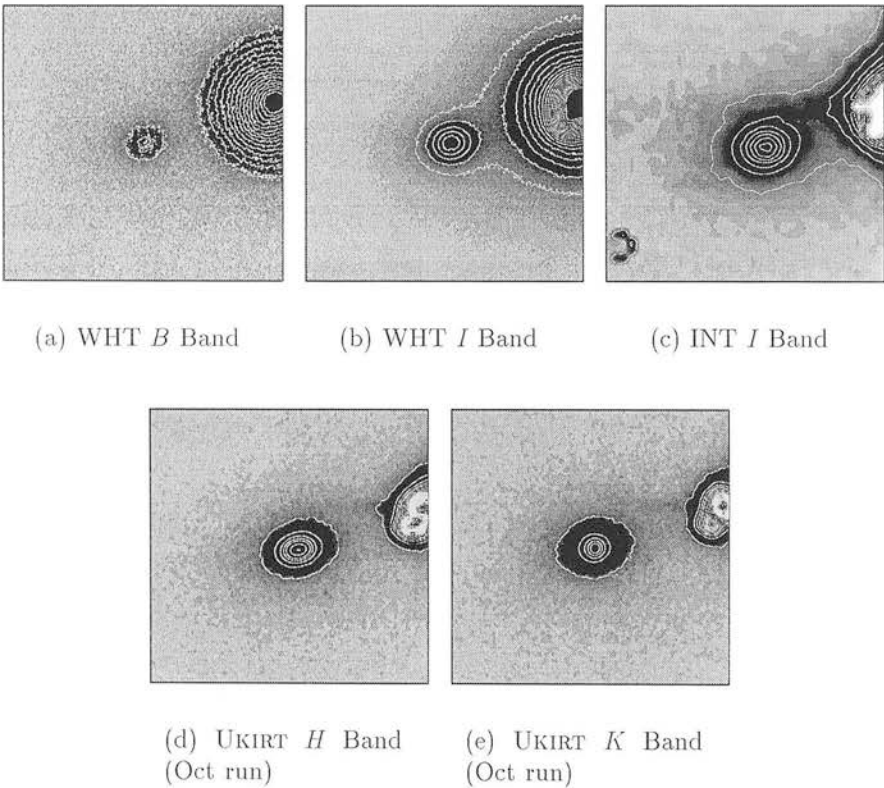 (a) WHT B Band
(b) WHT I Band
(c) INT I Band
(d) UKIRT H Band
(Oct run)
(e) UKIRT K Band
(Oct run)